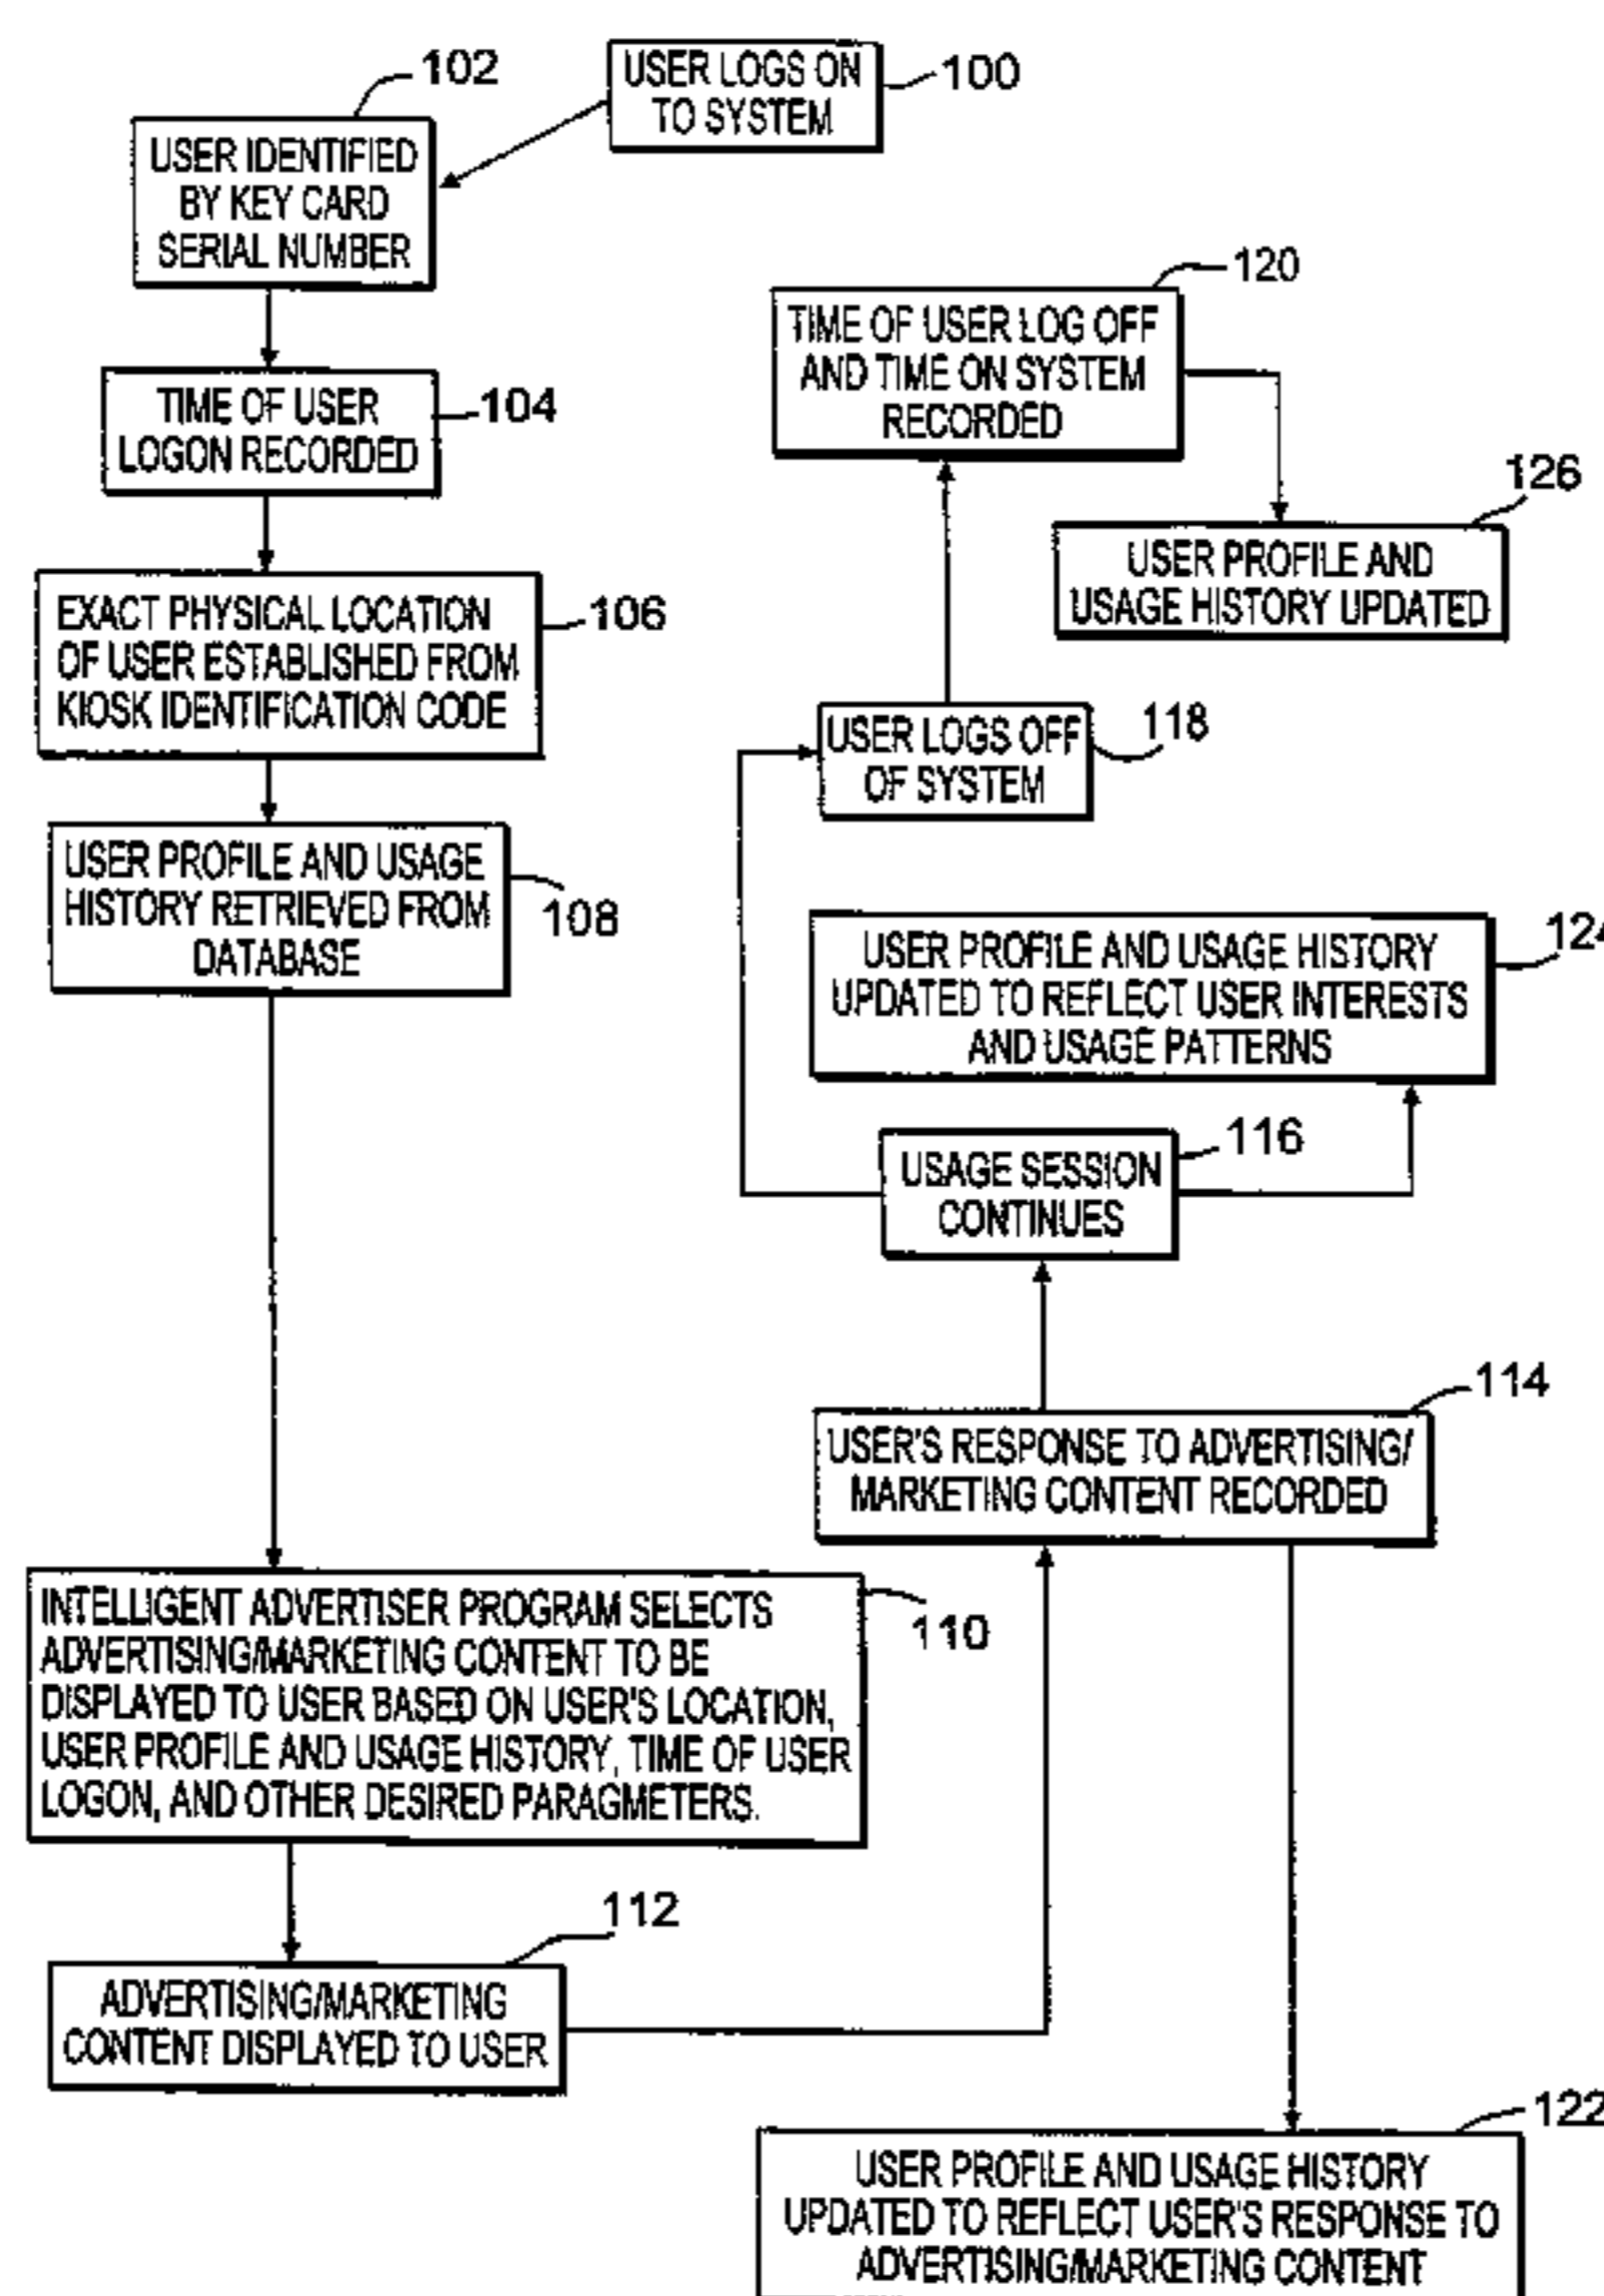 100
USER LOGS ON
TO SYSTEM
102
USER IDENTIFIED
BY KEY CARD
SERIAL NUMBER
104
TIME OF USER
LOGON RECORDED
106
EXACT PHYSICAL LOCATION
OF USER ESTABLISHED FROM
KIOSK IDENTIFICATION CODE
108
USER PROFILE AND USAGE
HISTORY RETRIEVED FROM
DATABASE
110
INTELLIGENT ADVERTISER PROGRAM SELECTS
ADVERTISING/MARKETING CONTENT TO BE
DISPLAYED TO USER BASED ON USER'S LOCATION,
USER PROFILE AND USAGE HISTORY, TIME OF USER
LOGON, AND OTHER DESIRED PARAGMETERS.
112
ADVERTISING/MARKETING
CONTENT DISPLAYED TO USER
114
USER'S RESPONSE TO ADVERTISING/
MARKETING CONTENT RECORDED
116
USAGE SESSION
CONTINUES
118
USER LOGS OFF
OF SYSTEM
120
TIME OF USER LOG OFF
AND TIME ON SYSTEM
RECORDED
126
USER PROFILE AND
USAGE HISTORY UPDATED
124
USER PROFILE AND USAGE HISTORY
UPDATED TO REFLECT USER INTERESTS
AND USAGE PATTERNS
122
USER PROFILE AND USAGE HISTORY
UPDATED TO REFLECT USER'S RESPONSE TO
ADVERTISING/MARKETING CONTENT